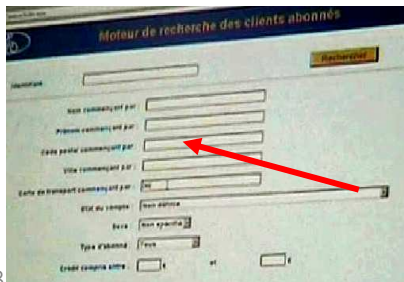 Moteur de recherche des clients abonnés
Rechercher
Identifiant
Nom commençant par :
Prénom commençant par :
Code postal commençant par :
Ville commençant par :
Carte de transport commençant par :
Etat du compte : Non définie
Sexe : Non spécifié
Type d'abonné : Tous
Crédit compris entre : € et €